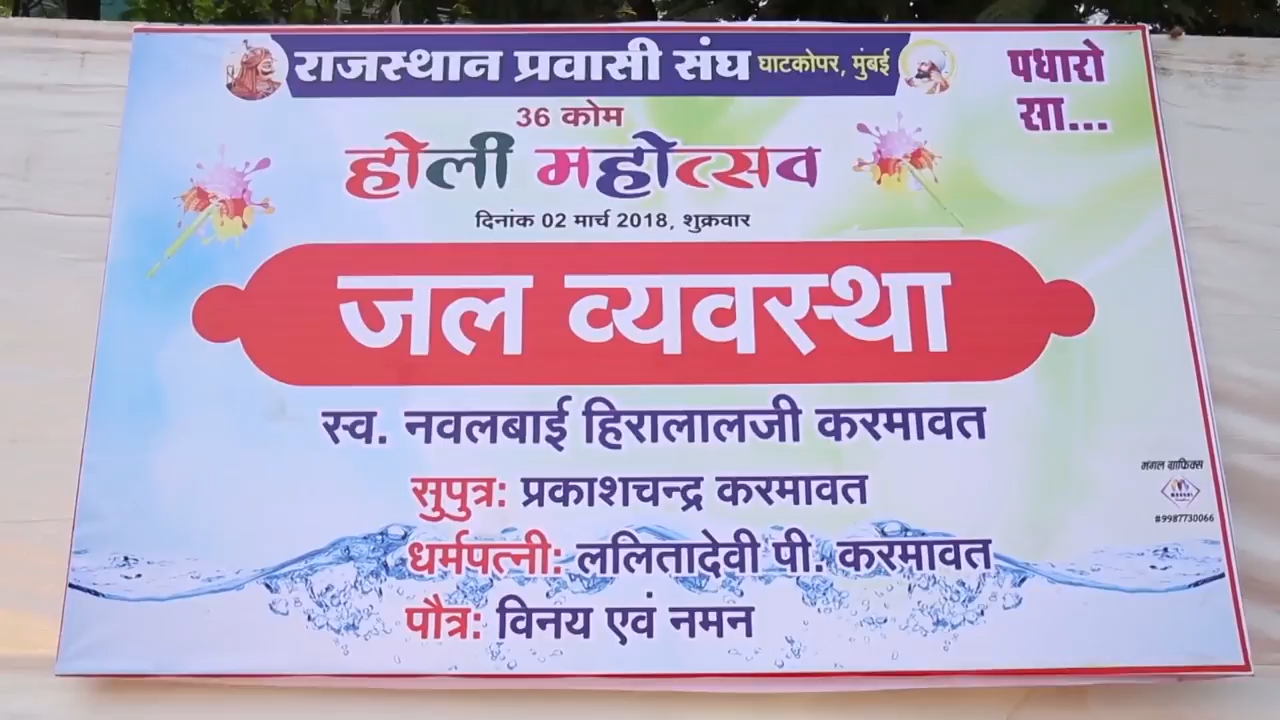 राजस्थान प्रवासी संघ घाटकोपर, मुंबई
पधारो
सा...
36 कोम
होली महोत्सव
दिनांक 02 मार्च 2018, शुक्रवार
जल व्यवस्था
स्व. नवलबाई हिरालालजी करमावत
सुपुत्र: प्रकाशचन्द्र करमावत
धर्मपत्नी: ललितादेवी पी. करमावत
पौत्र: विनय एवं नमन
मंगल ग्राफिक्स
#9987730066